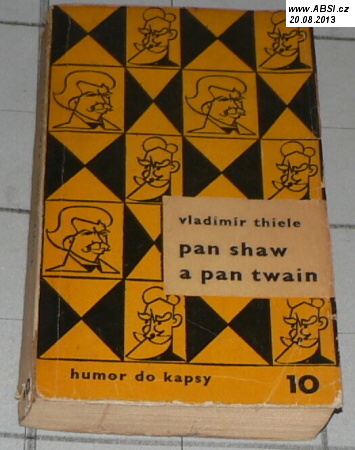 www.ABSI.cz
20.08.2013
vladimír thiele
pan shaw
a pan twain
humor do kapsy 10